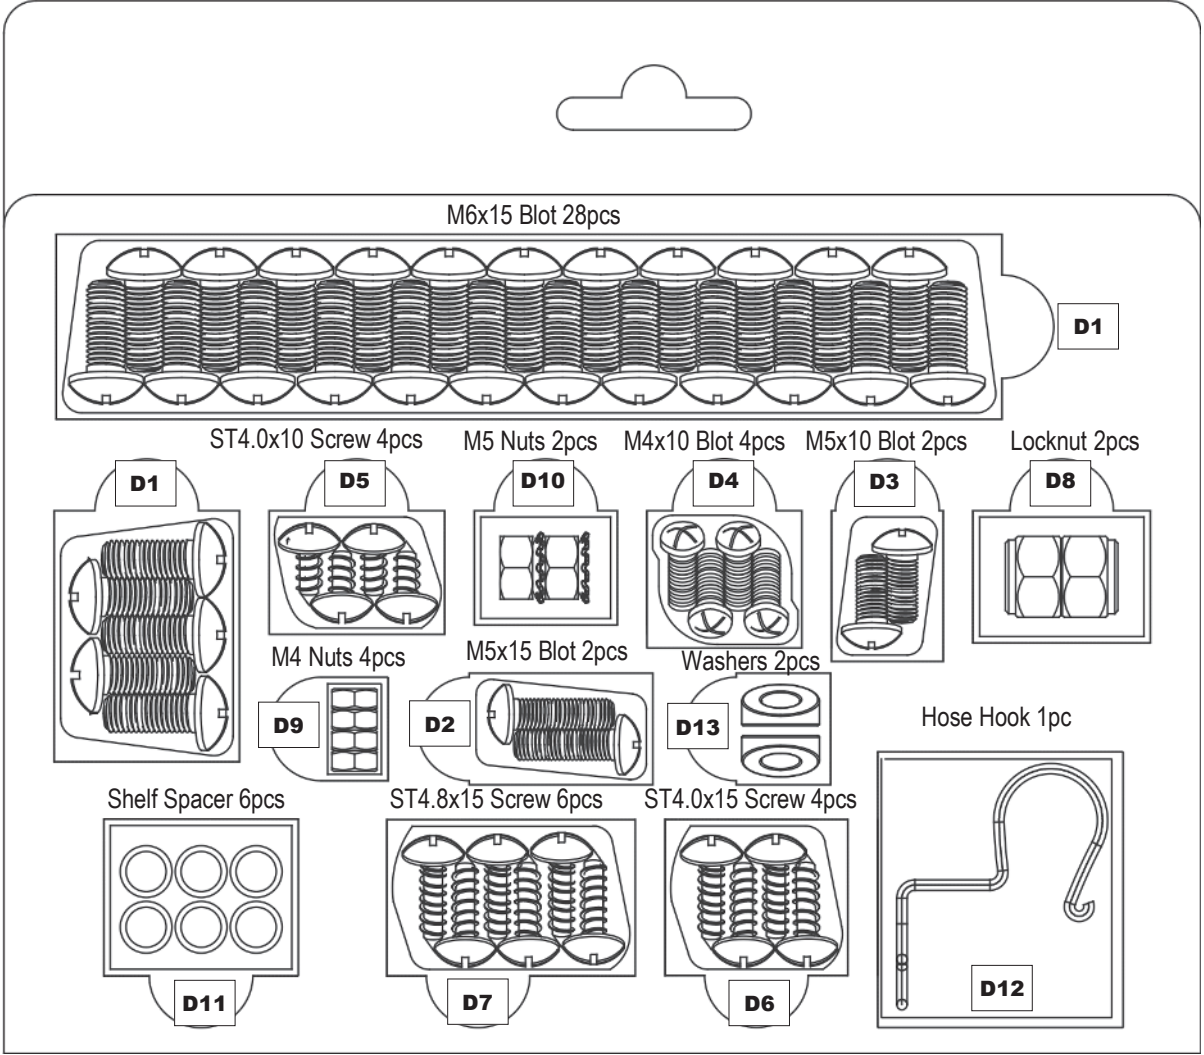 M6x15 Blot 28pcs
D1
ST4.0x10 Screw 4pcs
M5 Nuts 2pcs
M4x10 Blot 4pcs
M5x10 Blot 2pcs
Locknut 2pcs
D1
D5
D10
D4
D3
D8
M4 Nuts 4pcs
M5x15 Blot 2pcs
Washers 2pcs
D9
D2
D13
Hose Hook 1pc
Shelf Spacer 6pcs
ST4.8x15 Screw 6pcs
ST4.0x15 Screw 4pcs
D11
D7
D6
D12